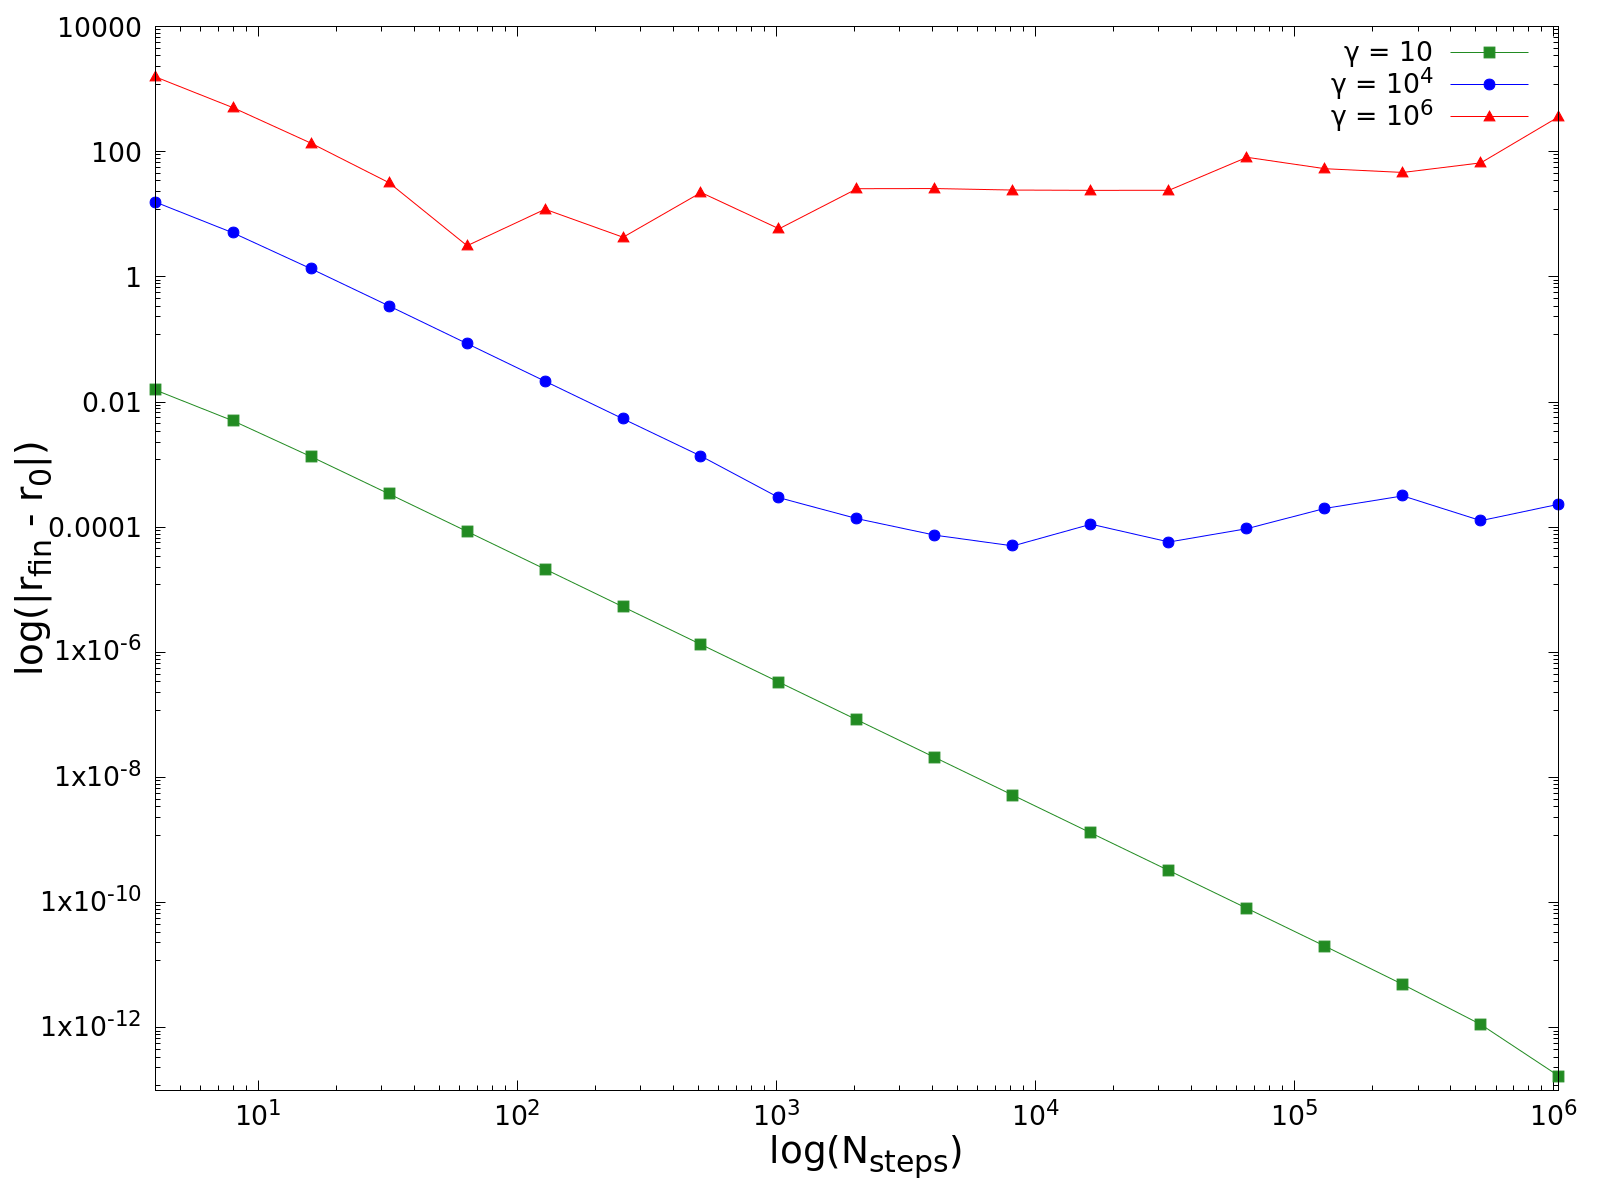 10000
100
1
0.01
0.0001
1x10⁻⁶
1x10⁻⁸
1x10⁻¹⁰
1x10⁻¹²
log(|r_fin - r_0|)
γ = 10
γ = 10⁴
γ = 10⁶
10¹ 10² 10³ 10⁴ 10⁵ 10⁶
log(N_steps)